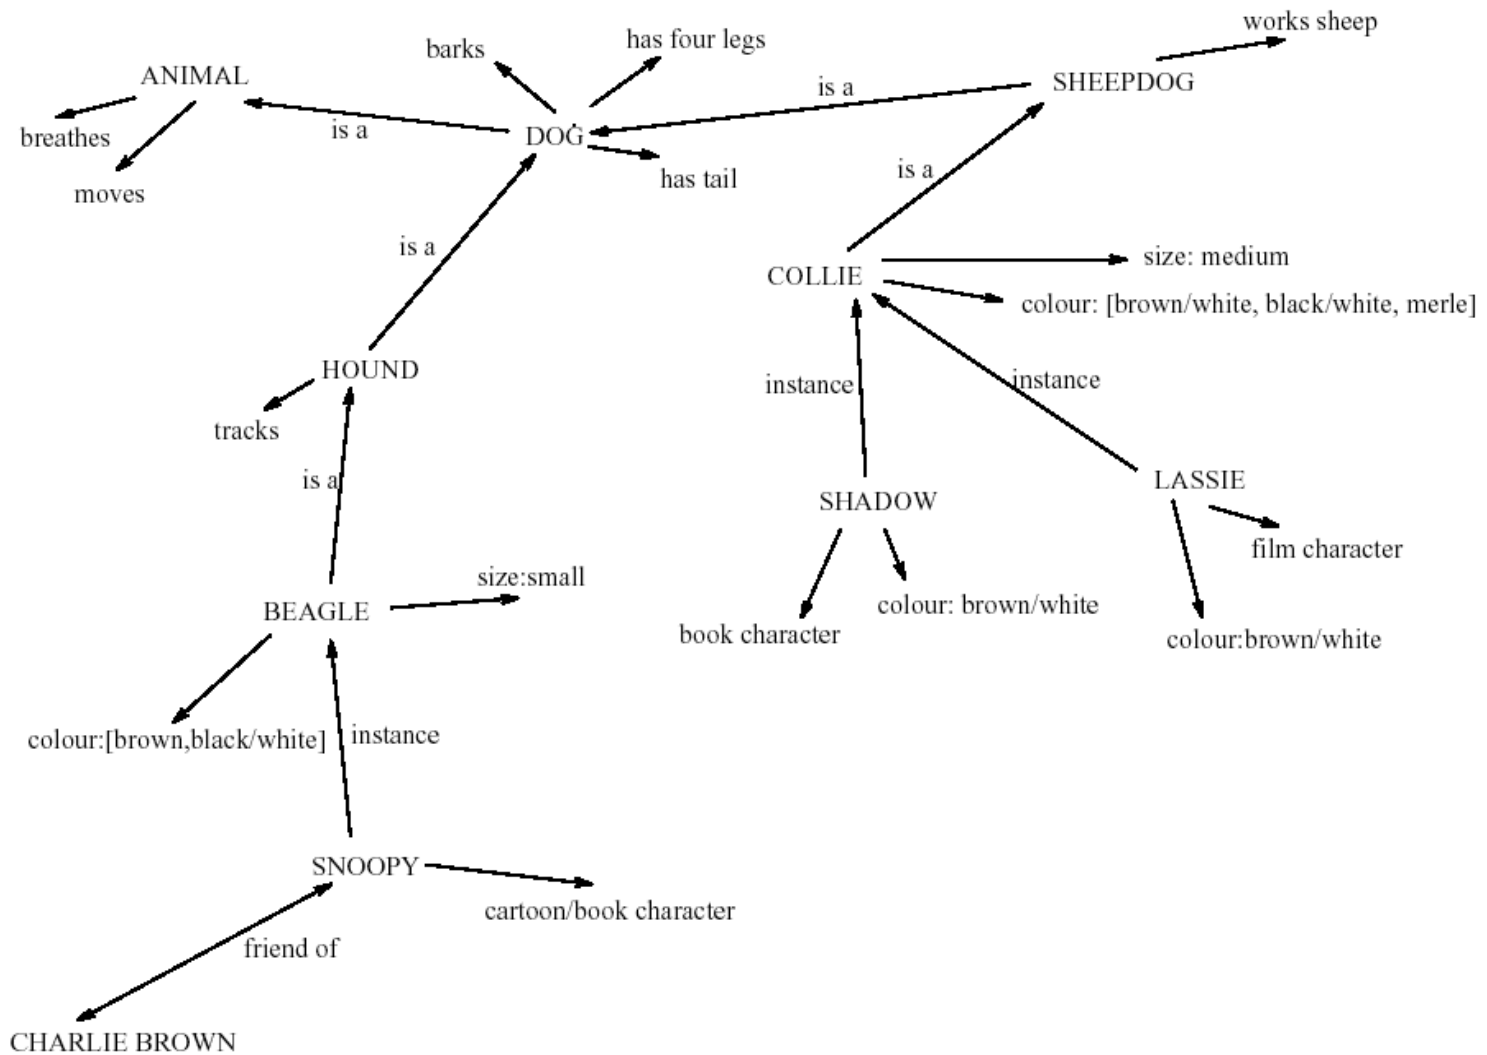 works sheep
has four legs
barks
ANIMAL
SHEEPDOG
is a
is a
DOG
breathes
has tail
moves
is a
is a
COLLIE
size: medium
colour: [brown/white, black/white, merle]
HOUND
instance
instance
tracks
is a
LASSIE
SHADOW
film character
size:small
colour: brown/white
BEAGLE
book character
colour:brown/white
colour:[brown,black/white]
instance
SNOOPY
cartoon/book character
friend of
CHARLIE BROWN